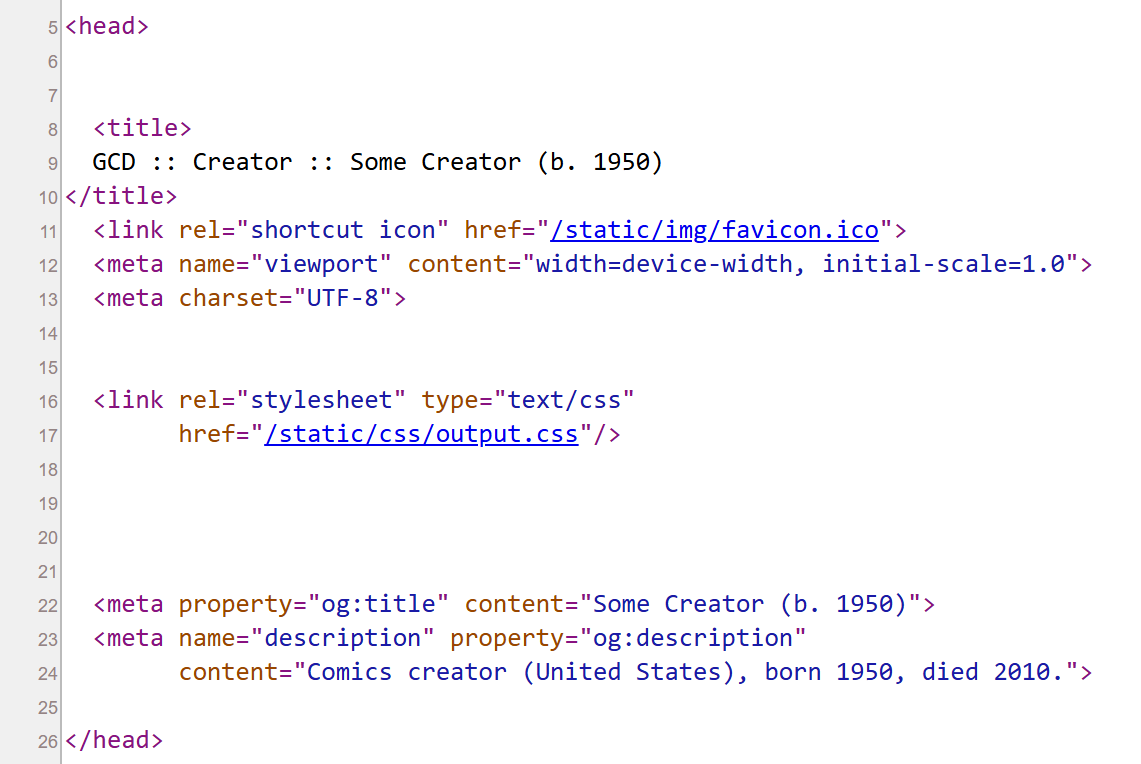 5 <head>
6
7
8   <title>
9   GCD :: Creator :: Some Creator (b. 1950)
10 </title>
11   <link rel="shortcut icon" href="/static/img/favicon.ico">
12   <meta name="viewport" content="width=device-width, initial-scale=1.0">
13   <meta charset="UTF-8">
14
15
16   <link rel="stylesheet" type="text/css"
17         href="/static/css/output.css"/>
18
19
20
21
22   <meta property="og:title" content="Some Creator (b. 1950)">
23   <meta name="description" property="og:description"
24         content="Comics creator (United States), born 1950, died 2010.">
25
26 </head>